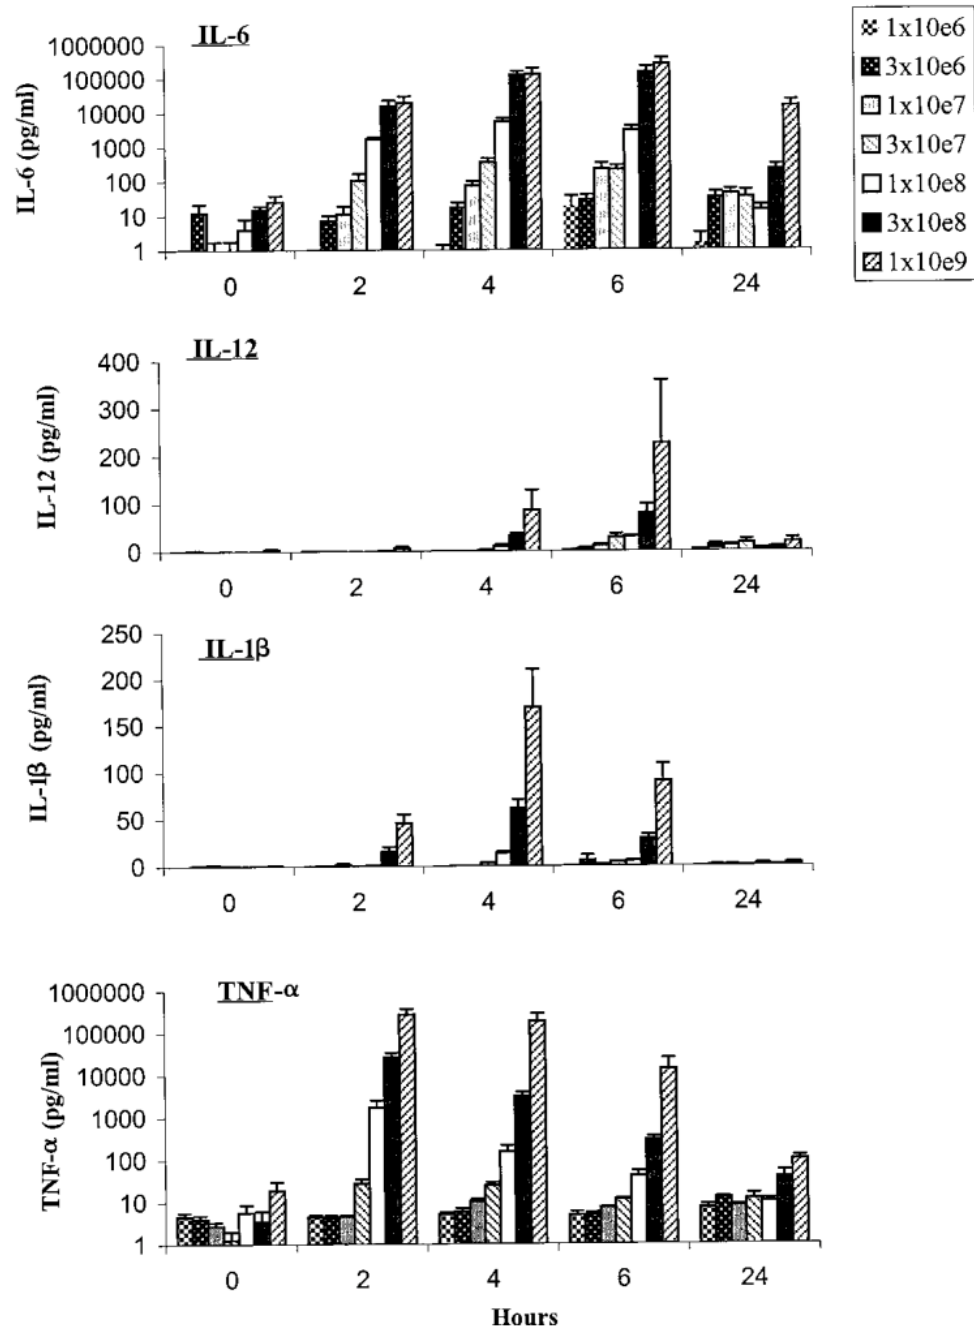 IL-6
1x10e6
3x10e6
1x10e7
3x10e7
1x10e8
3x10e8
1x10e9
IL-6 (pg/ml)
1000000
100000
10000
1000
100
10
1
0 2 4 6 24
IL-12
IL-12 (pg/ml)
400
300
200
100
0
0 2 4 6 24
IL-1β
IL-1β (pg/ml)
250
200
150
100
50
0
0 2 4 6 24
TNF-α
TNF-α (pg/ml)
1000000
100000
10000
1000
100
10
1
0 2 4 6 24
Hours